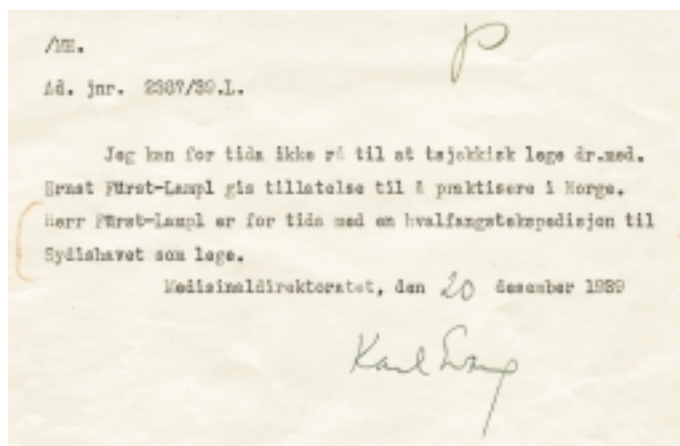 P
/ME.
Ad. jnr. 2387/39.L.
Jeg kan for tida ikke rå til at tsjekkisk lege dr.med.
Ernst Fürst-Lampl gis tillatelse til å praktisere i Norge.
Herr Fürst-Lampl er for tida med en hvalfangstekspedisjon til
Sydishavet som lege.
Medisinaldirektoratet, den 20 desember 1939
Karl Evang